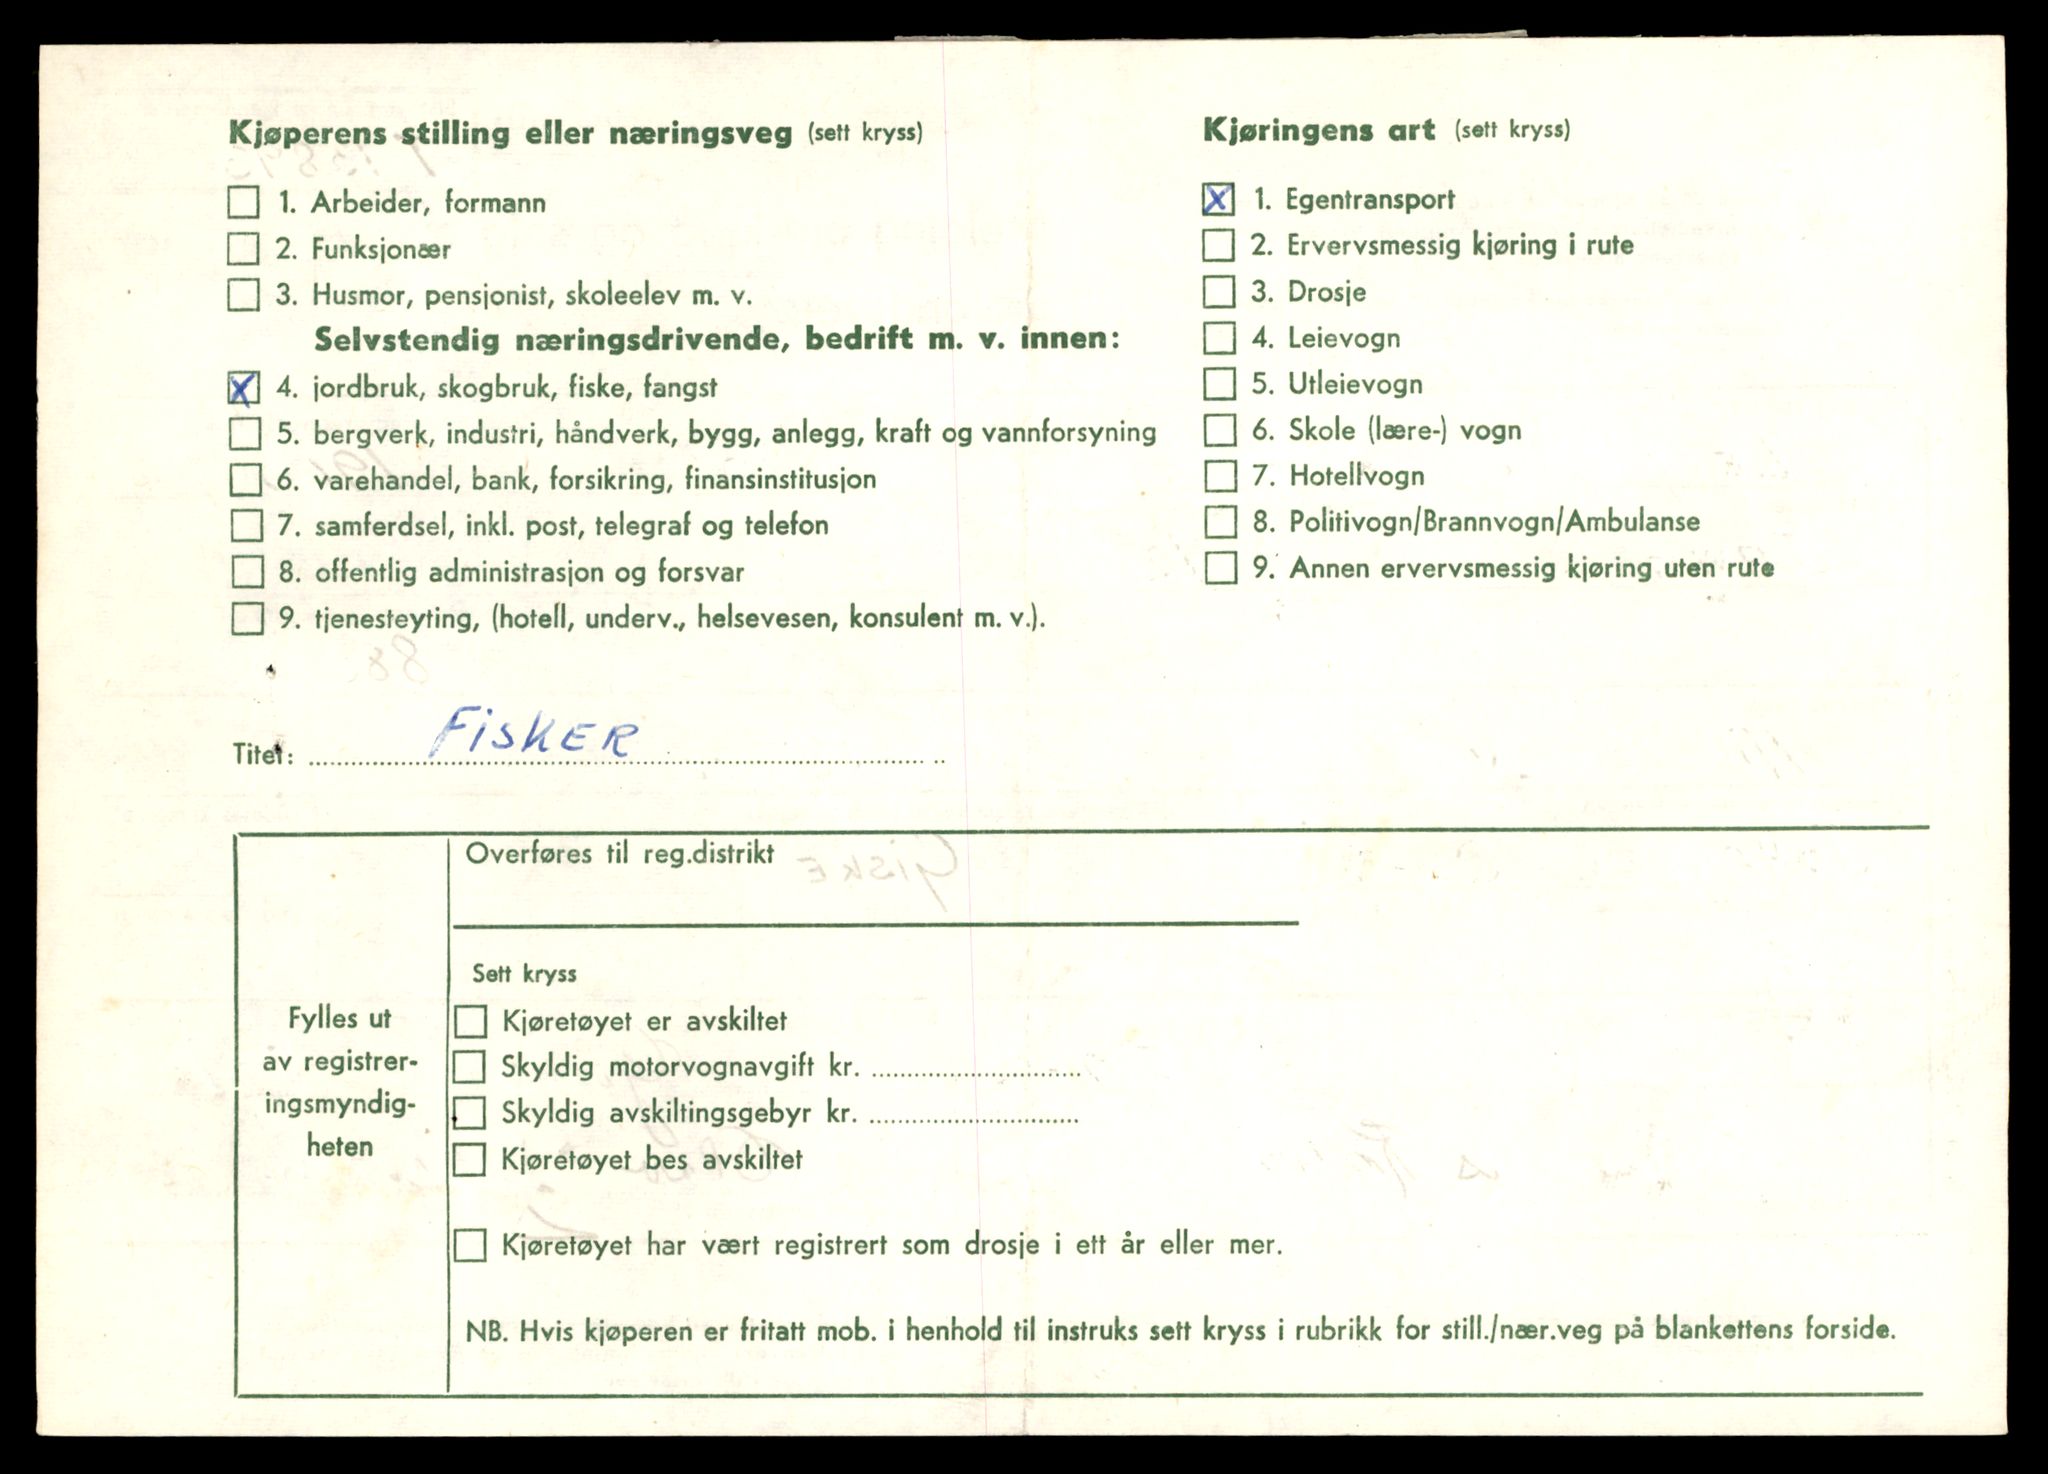 Kjøperens stilling eller næringsveg (sett kryss)
1. Arbeider, formann
2. Funksjonær
3. Husmor, pensjonist, skoleelev m. v.
Selvstendig næringsdrivende, bedrift m. v. innen:
X 4. jordbruk, skogbruk, fiske, fangst
5. bergverk, industri, håndverk, bygg, anlegg, kraft og vannforsyning
6. varehandel, bank, forsikring, finansinstitusjon
7. samferdsel, inkl. post, telegraf og telefon
8. offentlig administrasjon og forsvar
9. tjenesteyting, (hotell, underv., helsevesen, konsulent m. v.).
Titel: FISKER
Kjøringens art (sett kryss)
X 1. Egentransport
2. Ervervsmessig kjøring i rute
3. Drosje
4. Leievogn
5. Utleievogn
6. Skole (lære-) vogn
7. Hotellvogn
8. Politivogn/Brannvogn/Ambulanse
9. Annen ervervsmessig kjøring uten rute
Fylles ut
av registrer-
ingsmyndig-
heten
Overføres til reg.distrikt
GISKE
Sett kryss
Kjøretøyet er avskiltet
Skyldig motorvognavgift kr.
Skyldig avskiltingsgebyr kr.
Kjøretøyet bes avskiltet
Kjøretøyet har vært registrert som drosje i ett år eller mer.
NB. Hvis kjøperen er fritatt mob. i henhold til instruks sett kryss i rubrikk for still./nær.veg på blankettens forside.